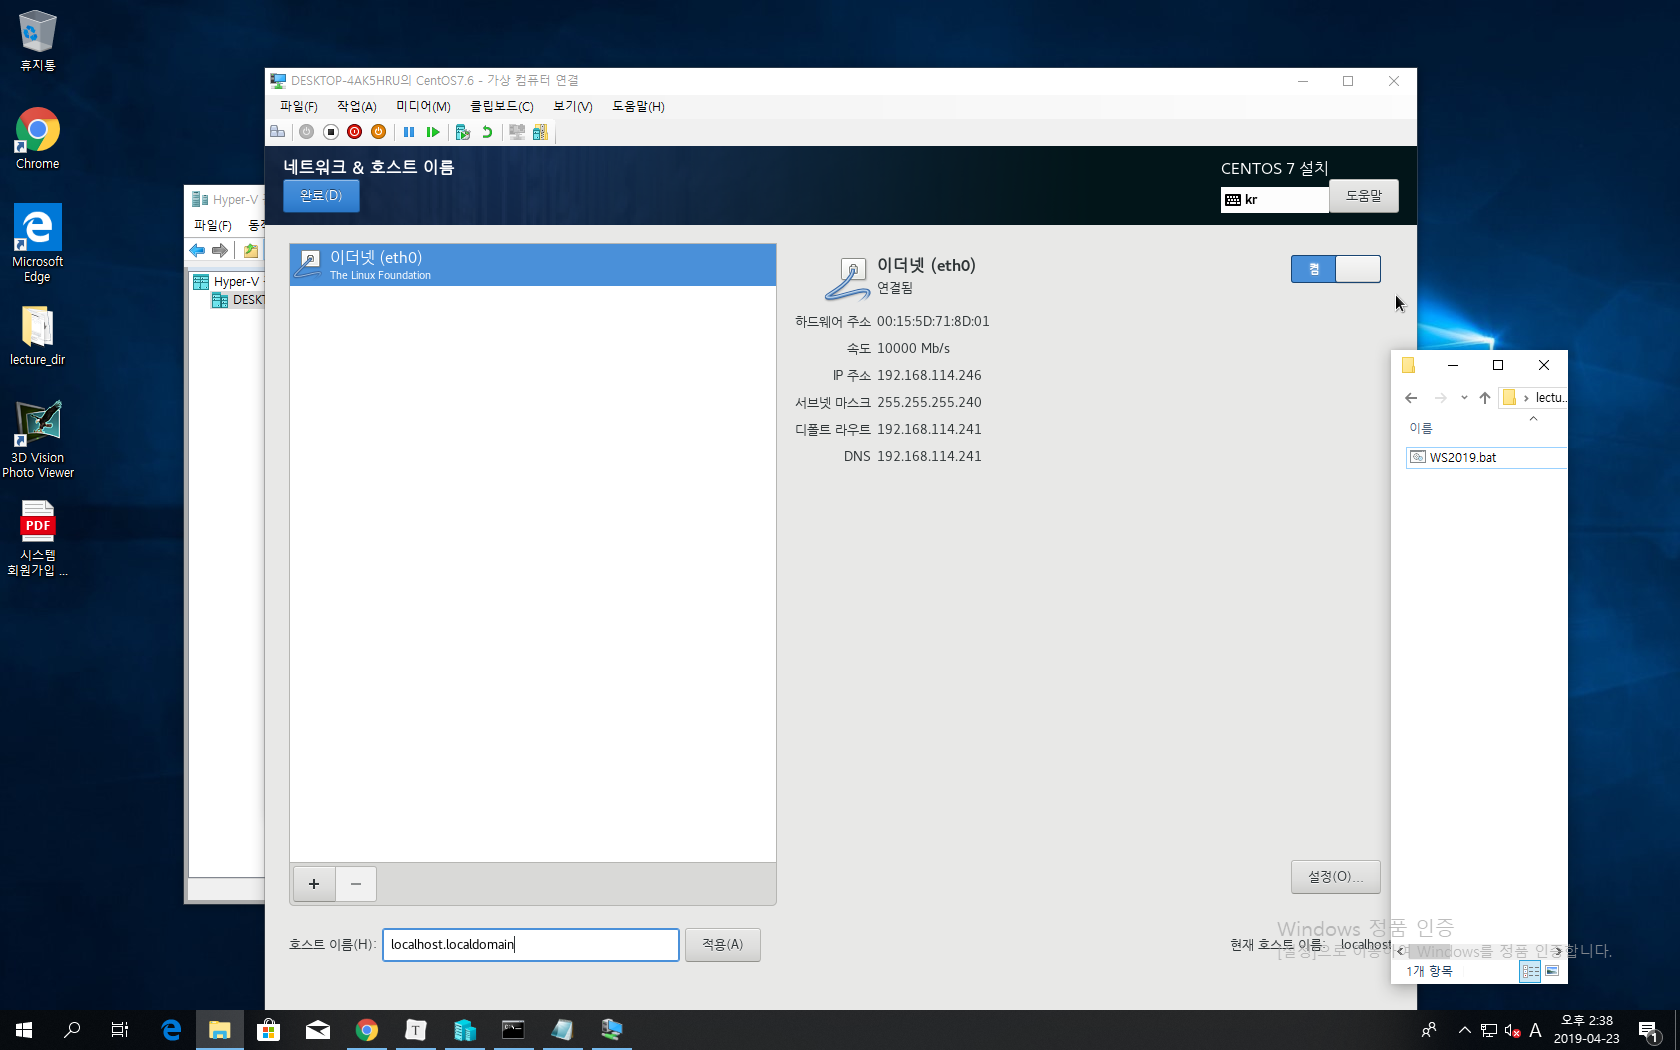 휴지통
Chrome
Microsoft
Edge
lecture_dir
3D Vision
Photo Viewer
PDF
시스템
회원가입 ...
Hyper-V
파일(F)
Hyper-V
DESKT
DESKTOP-4AK5HRU의 CentOS7.6 - 가상 컴퓨터 연결
파일(F) 작업(A) 미디어(M) 클립보드(C) 보기(V) 도움말(H)
네트워크 & 호스트 이름
완료(D)
CENTOS 7 설치
kr
도움말
이더넷 (eth0)
The Linux Foundation
이더넷 (eth0)
연결됨
켬
하드웨어 주소 00:15:5D:71:8D:01
속도 10000 Mb/s
IP 주소 192.168.114.246
서브넷 마스크 255.255.255.240
디폴트 라우트 192.168.114.241
DNS 192.168.114.241
+ −
설정(O)...
호스트 이름(H): localhost.localdomain 적용(A)
현재 호스트 이름: localhost
lectu...
이름
WS2019.bat
1개 항목
Windows 정품 인증
[설정]으로 이동하여 Windows를 정품 인증합니다.
T
A
오후 2:38
2019-04-23
1